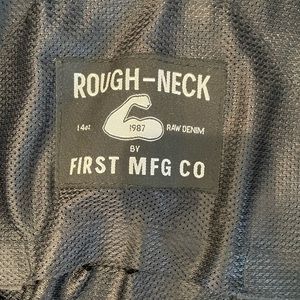 ROUGH-NECK
14oz 1987 RAW DENIM
BY
FIRST MFG CO